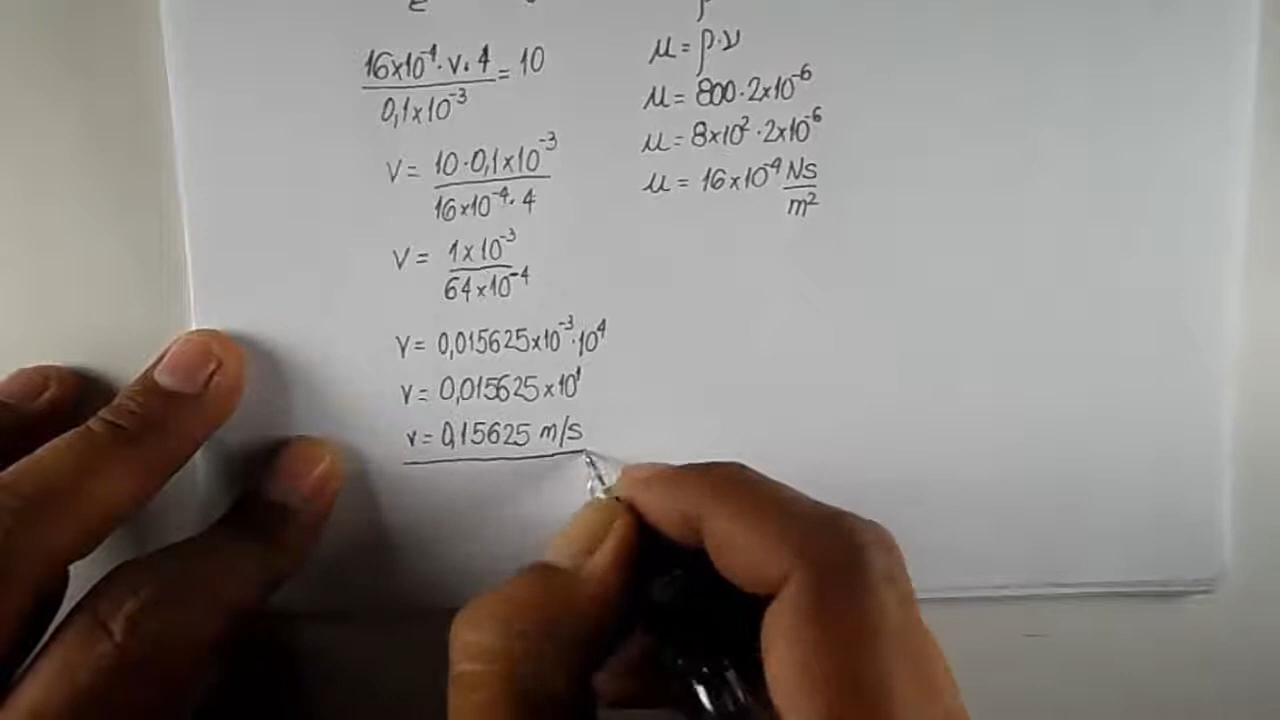 16x10⁻⁴·v·4/0,1x10⁻³ = 10
V = 10·0,1x10⁻³/16x10⁻⁴·4
V = 1x10⁻³/64x10⁻⁴
V = 0,015625x10⁻³·10⁴
V = 0,015625x10¹
v = 0,15625 m/s
μ = ρ·ν
μ = 800·2x10⁻⁶
μ = 8x10²·2x10⁻⁶
μ = 16x10⁻⁴ Ns/m²